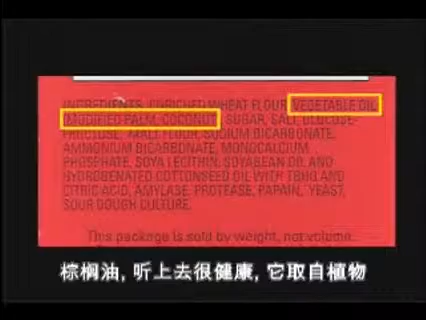 INGREDIENTS: ENRICHED WHEAT FLOUR, VEGETABLE OIL
(MODIFIED PALM, COCONUT), SUGAR, SALT, GLUCOSE-
FRUCTOSE, MALT FLOUR, SODIUM BICARBONATE,
AMMONIUM BICARBONATE, MONOCALCIUM
PHOSPHATE, SOYA LECITHIN, SOYABEAN OIL AND
HYDROGENATED COTTONSEED OIL WITH TBHQ AND
CITRIC ACID, AMYLASE, PROTEASE, PAPAIN, YEAST,
SOUR DOUGH CULTURE.
This package is sold by weight, not volume.
棕榈油, 听上去很健康, 它取自植物